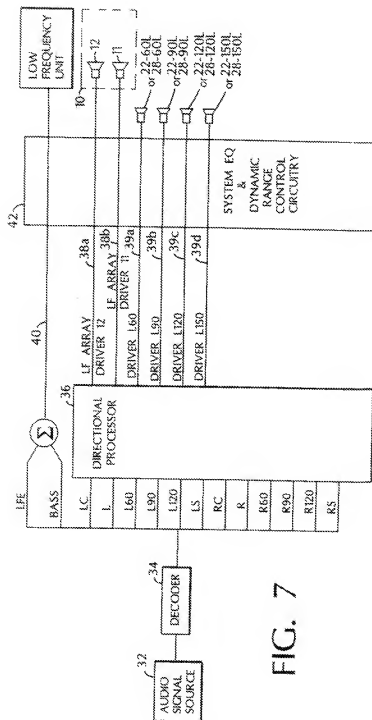 LOW
FREQUENCY
UNIT
12
11
10
22-60L
or 28-60L
22-90L
or 28-90L
22-120L
or 28-120L
22-150L
or 28-150L
42
SYSTEM EQ
&
DYNAMIC
RANGE
CONTROL
CIRCUITRY
40
38a
38b
39a
39b
39c
39d
LF ARRAY
DRIVER 12
LF ARRAY
DRIVER 11
DRIVER L60
DRIVER L90
DRIVER L120
DRIVER L150
Σ
36
DIRECTIONAL
PROCESSOR
LFE
BASS
LC
L
L60
L90
L120
LS
RC
R
R60
R90
R120
RS
34
DECODER
32
AUDIO
SIGNAL
SOURCE
FIG. 7